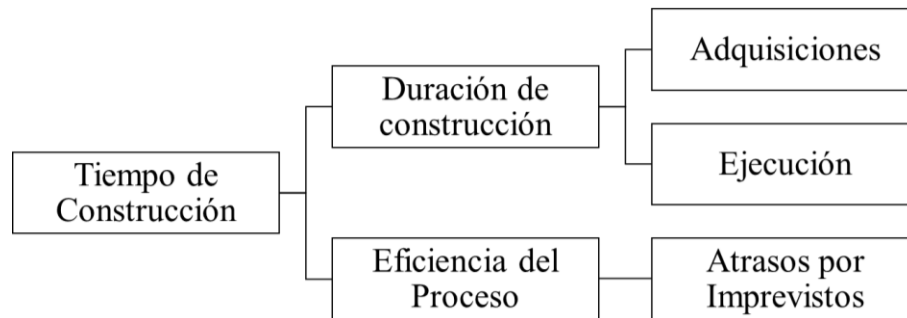 Tiempo de
Construcción
Duración de
construcción
Adquisiciones
Ejecución
Eficiencia del
Proceso
Atrasos por
Imprevistos